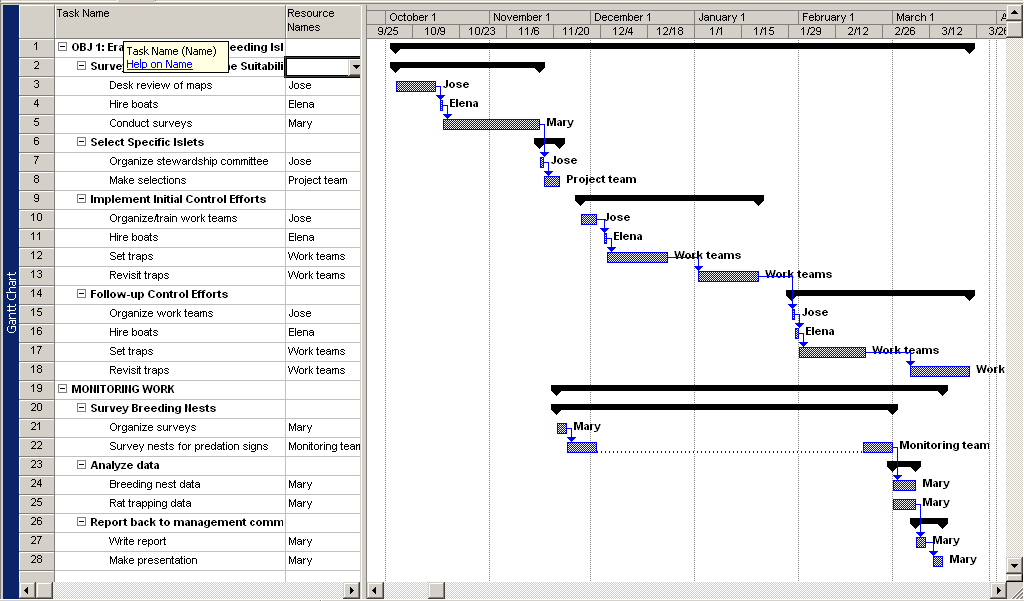 Task Name Resource Names
October 1 November 1 December 1 January 1 February 1 March 1 A
9/25 10/9 10/23 11/6 11/20 12/4 12/18 1/1 1/15 1/29 2/12 2/26 3/12 3/26
Gantt Chart
1 OBJ 1: Era eeding Isl
Task Name (Name)
Help on Name
2 Surve e Suitabili
3 Desk review of maps Jose Jose
4 Hire boats Elena Elena
5 Conduct surveys Mary Mary
6 Select Specific Islets
7 Organize stewardship committee Jose Jose
8 Make selections Project team Project team
9 Implement Initial Control Efforts
10 Organize/train work teams Jose Jose
11 Hire boats Elena Elena
12 Set traps Work teams Work teams
13 Revisit traps Work teams Work teams
14 Follow-up Control Efforts
15 Organize work teams Jose Jose
16 Hire boats Elena Elena
17 Set traps Work teams Work teams
18 Revisit traps Work teams Work
19 MONITORING WORK
20 Survey Breeding Nests
21 Organize surveys Mary Mary
22 Survey nests for predation signs Monitoring team Monitoring team
23 Analyze data
24 Breeding nest data Mary Mary
25 Rat trapping data Mary Mary
26 Report back to management comm
27 Write report Mary Mary
28 Make presentation Mary Mary